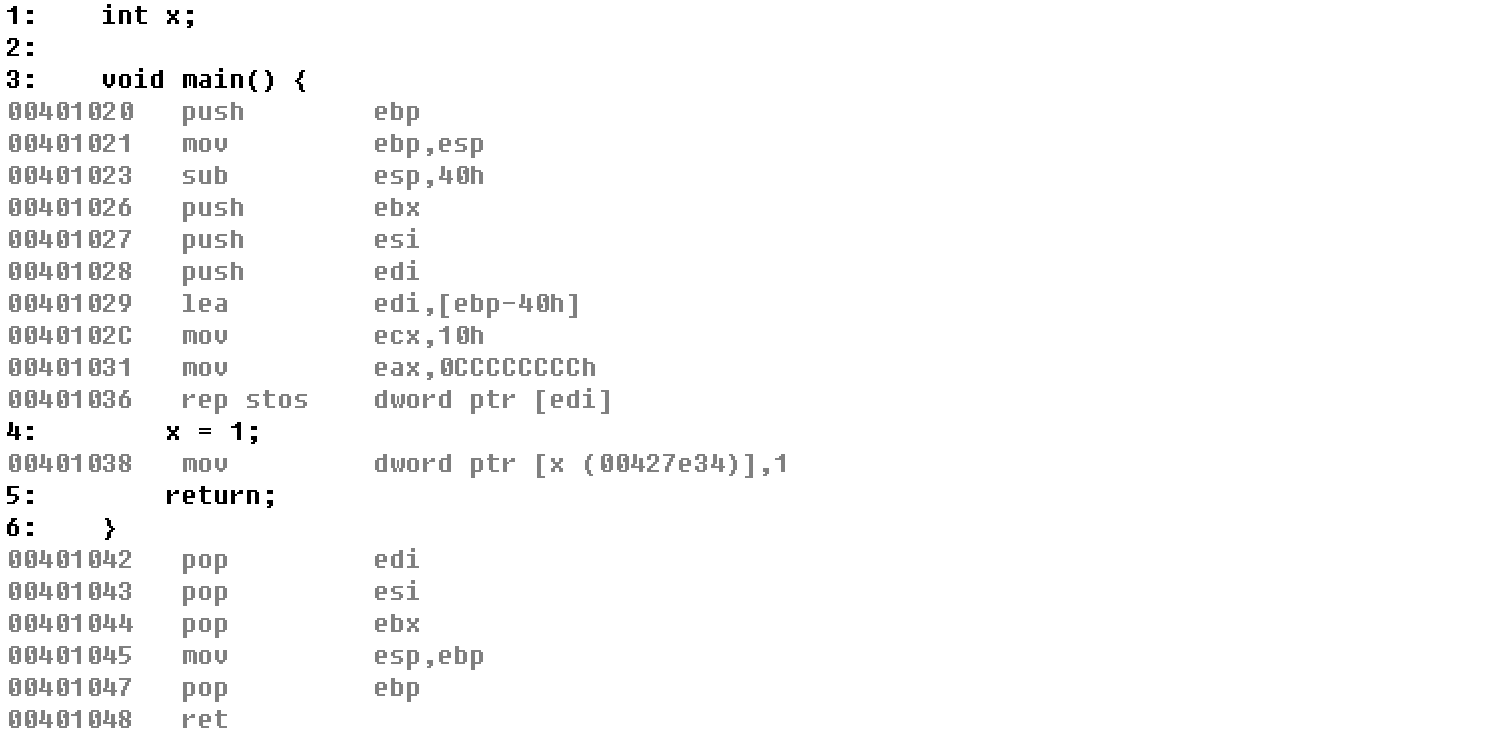 1:    int x;
2:
3:    void main() {
00401020   push        ebp
00401021   mov         ebp,esp
00401023   sub         esp,40h
00401026   push        ebx
00401027   push        esi
00401028   push        edi
00401029   lea         edi,[ebp-40h]
0040102C   mov         ecx,10h
00401031   mov         eax,0CCCCCCCCh
00401036   rep stos    dword ptr [edi]
4:        x = 1;
00401038   mov         dword ptr [x (00427e34)],1
5:        return;
6:    }
00401042   pop         edi
00401043   pop         esi
00401044   pop         ebx
00401045   mov         esp,ebp
00401047   pop         ebp
00401048   ret